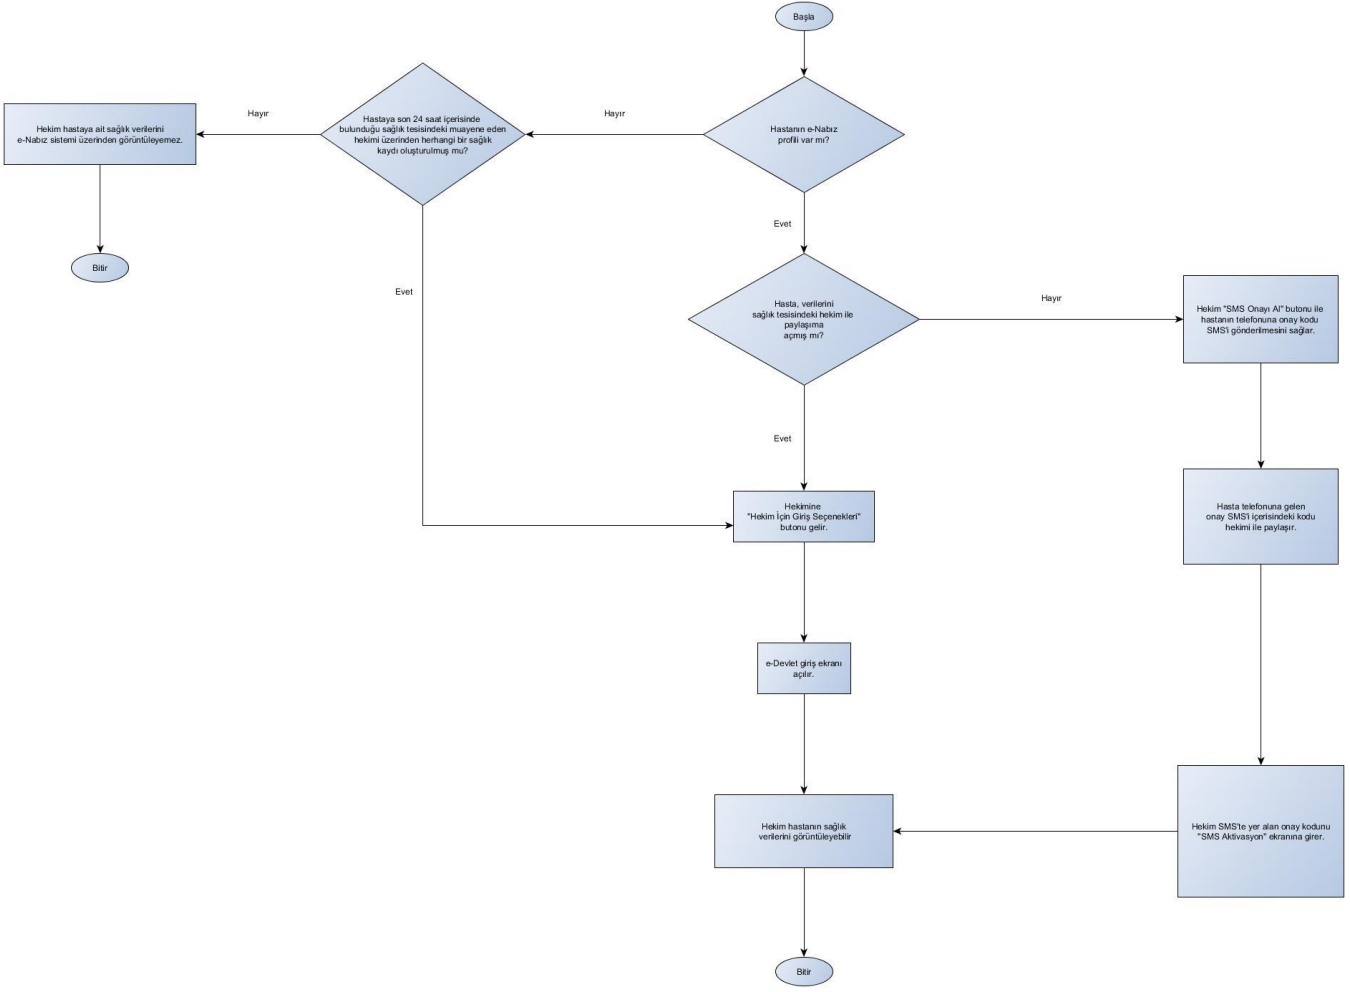 Başla
Hastanın e-Nabız
profili var mı?
Hayır
Hastaya son 24 saat içerisinde
bulunduğu sağlık tesisindeki muayene eden
hekimi üzerinden herhangi bir sağlık
kaydı oluşturulmuş mu?
Hayır
Hekim hastaya ait sağlık verilerini
e-Nabız sistemi üzerinden görüntüleyemez.
Bitir
Evet
Evet
Hasta, verilerini
sağlık tesisindeki hekim ile
paylaşıma
açmış mı?
Hayır
Hekim "SMS Onayı Al" butonu ile
hastanın telefonuna onay kodu
SMS'i gönderilmesini sağlar.
Evet
Hekimine
"Hekim İçin Giriş Seçenekleri"
butonu gelir.
Hasta telefonuna gelen
onay SMS'i içerisindeki kodu
hekimi ile paylaşır.
e-Devlet giriş ekranı
açılır.
Hekim hastanın sağlık
verilerini görüntüleyebilir
Hekim SMS'te yer alan onay kodunu
"SMS Aktivasyon" ekranına girer.
Bitir